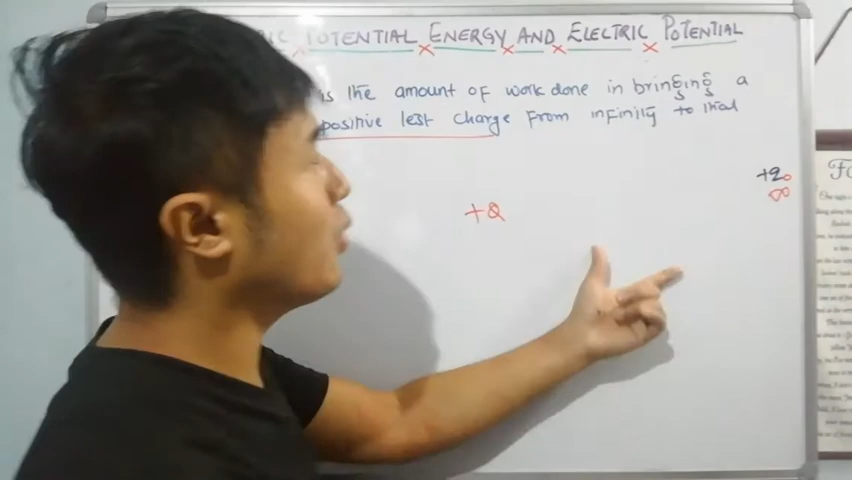 POTENTIAL ENERGY AND ELECTRIC POTENTIAL
is the amount of work done in bringing a
positive test charge from infinity to that
+q₀
∞
+Q